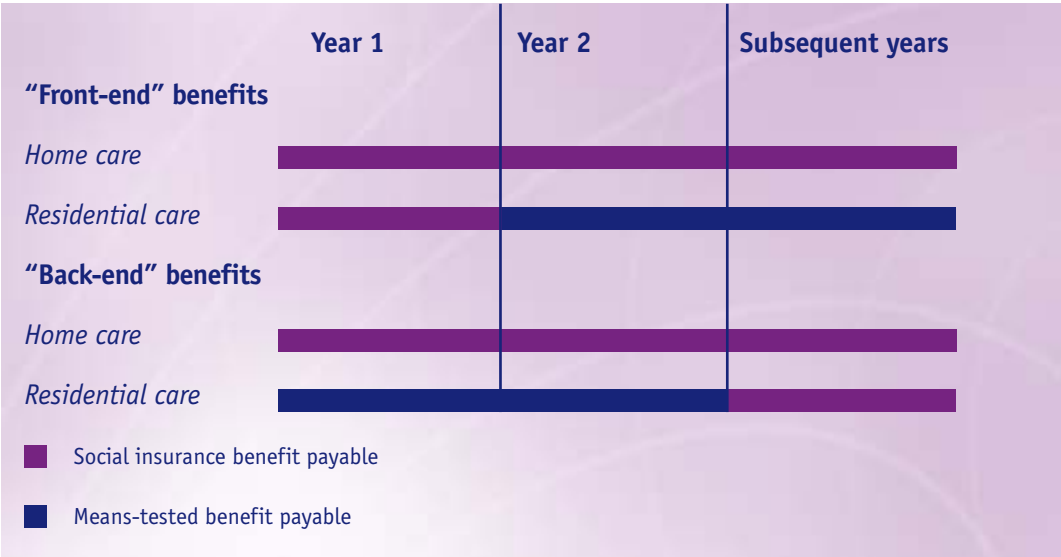 Year 1 Year 2 Subsequent years
“Front-end” benefits
Home care
Residential care
“Back-end” benefits
Home care
Residential care
Social insurance benefit payable
Means-tested benefit payable